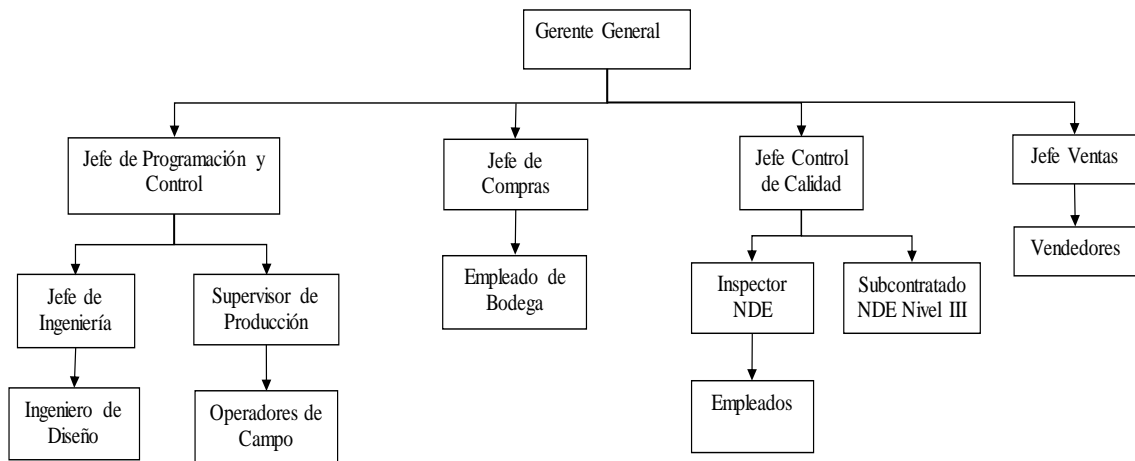 Gerente General
Jefe de Programación y
Control
Jefe de
Compras
Jefe Control
de Calidad
Jefe Ventas
Jefe de
Ingeniería
Supervisor de
Producción
Empleado de
Bodega
Inspector
NDE
Subcontratado
NDE Nivel III
Vendedores
Ingeniero de
Diseño
Operadores de
Campo
Empleados